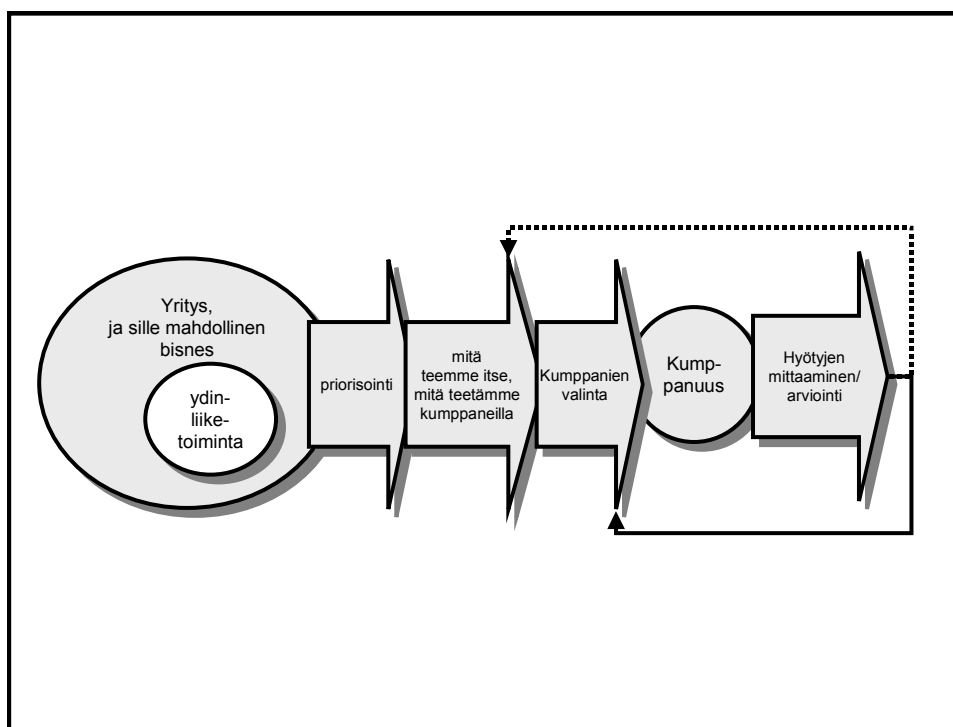 Yritys,
ja sille mahdollinen
bisnes
ydin-
liike-
toiminta
priorisointi
mitä
teemme itse,
mitä teetämme
kumppaneilla
Kumppanien
valinta
Kump-
panuus
Hyötyjen
mittaaminen/
arviointi